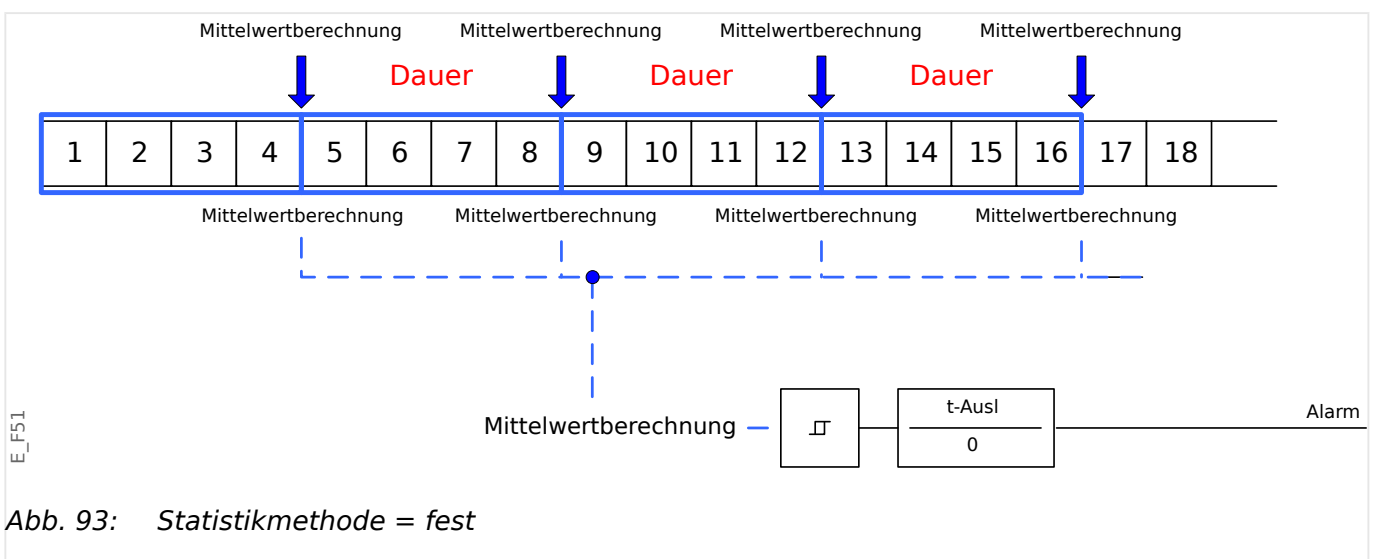 Mittelwertberechnung Mittelwertberechnung Mittelwertberechnung Mittelwertberechnung
Dauer Dauer Dauer
1 2 3 4 5 6 7 8 9 10 11 12 13 14 15 16 17 18
Mittelwertberechnung Mittelwertberechnung Mittelwertberechnung Mittelwertberechnung
t-Ausl
Mittelwertberechnung
0
Alarm
E_F51
Abb. 93: Statistikmethode = fest